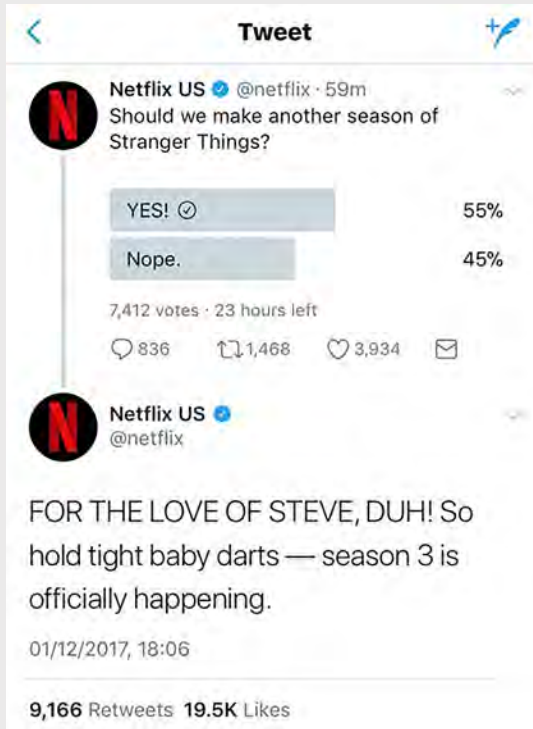 Tweet
Netflix US @netflix · 59m
Should we make another season of
Stranger Things?
YES! 55%
Nope. 45%
7,412 votes · 23 hours left
836 1,468 3,934
Netflix US
@netflix
FOR THE LOVE OF STEVE, DUH! So
hold tight baby darts — season 3 is
officially happening.
01/12/2017, 18:06
9,166 Retweets 19.5K Likes